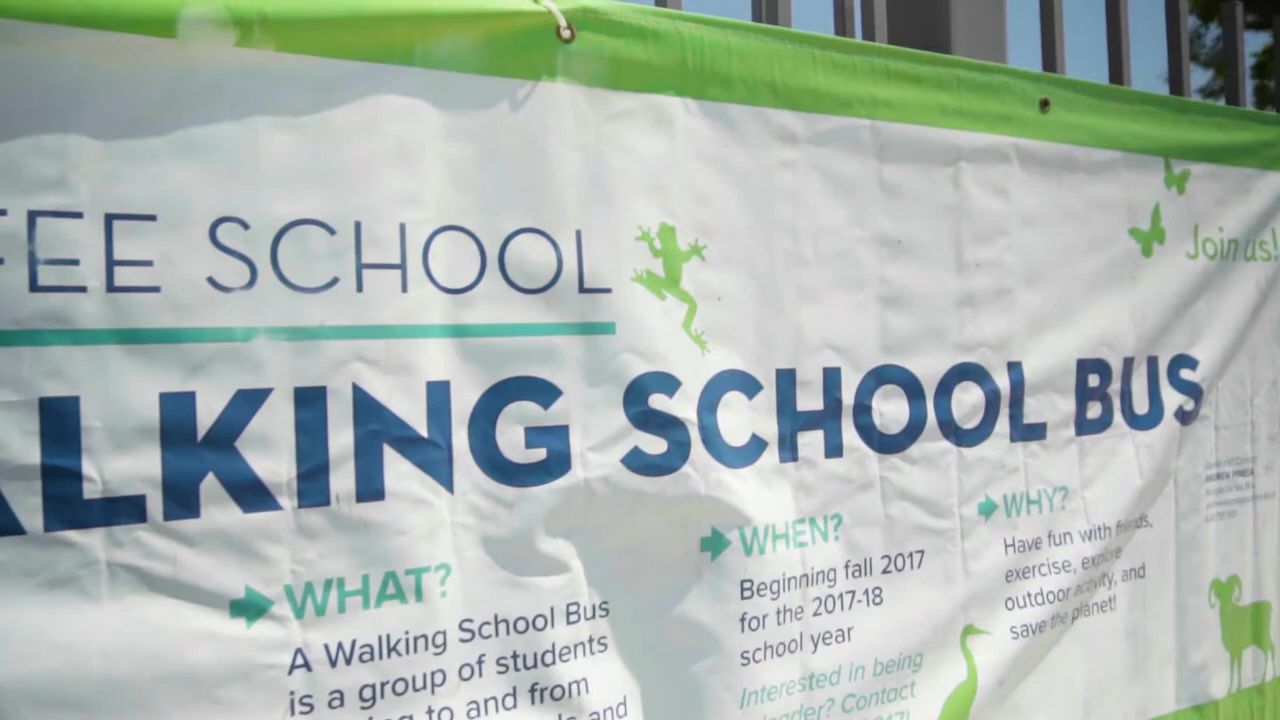 FEE SCHOOL
Join us!
ALKING SCHOOL BUS
WHAT?
A Walking School Bus
is a group of students
to and from
and
WHEN?
Beginning fall 2017
for the 2017-18
school year
Interested in being
Contact
WHY?
Have fun with friends,
exercise, explore
outdoor activity, and
save the planet!